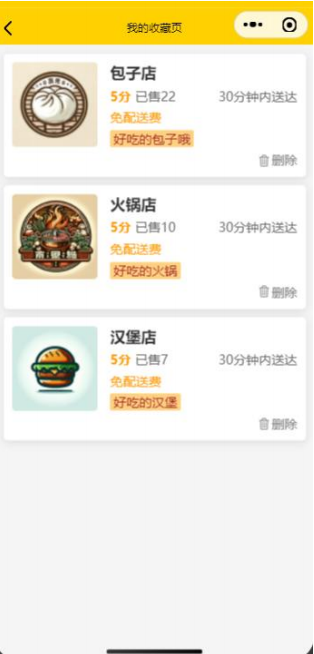 我的收藏页
包子店
5分 已售22 30分钟内送达
免配送费
好吃的包子哦
删除
火锅店
5分 已售10 30分钟内送达
免配送费
好吃的火锅
删除
汉堡店
5分 已售7 30分钟内送达
免配送费
好吃的汉堡
删除